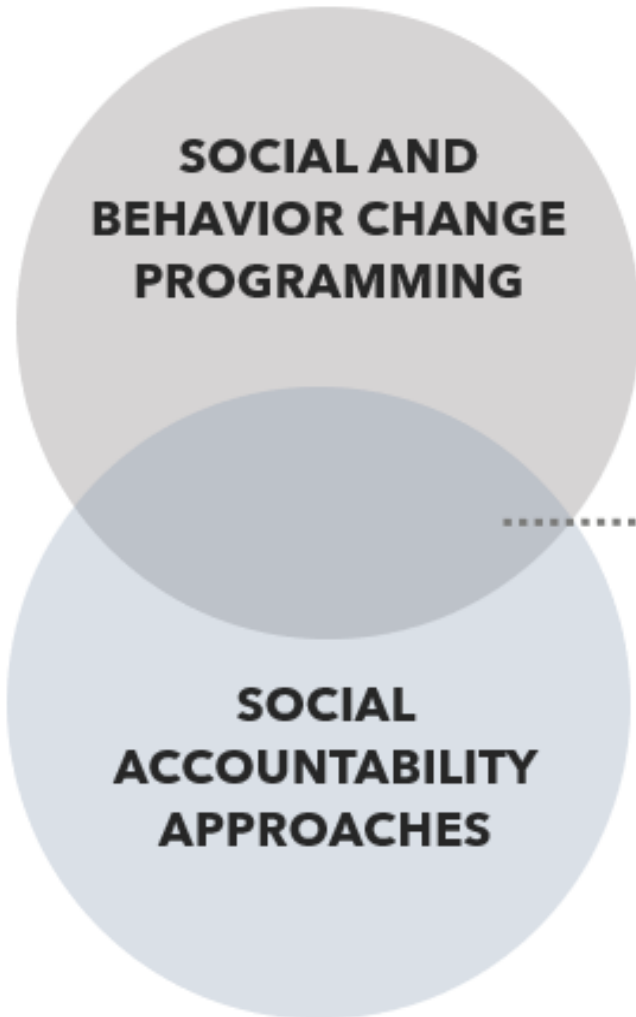 SOCIAL AND
BEHAVIOR CHANGE
PROGRAMMING
SOCIAL
ACCOUNTABILITY
APPROACHES